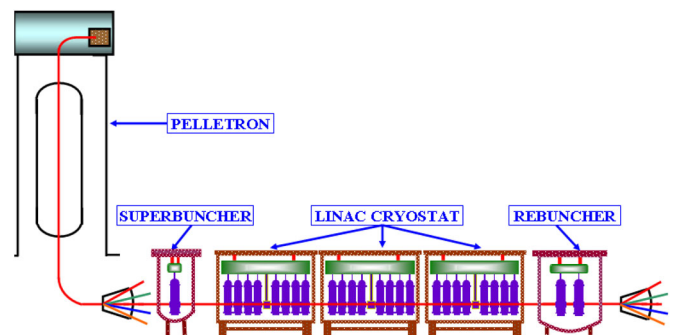 PELLETRON
SUPERBUNCHER
LINAC CRYOSTAT
REBUNCHER